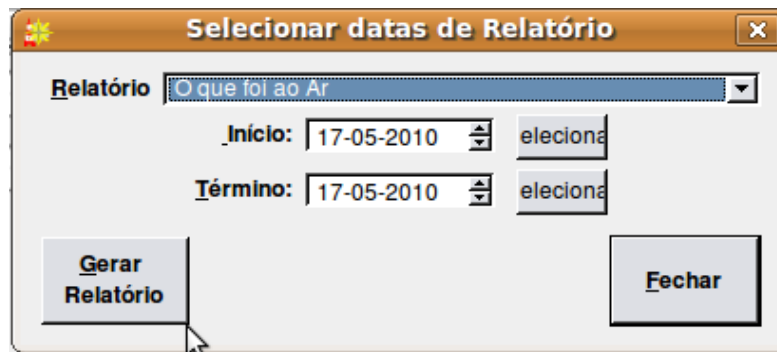 Selecionar datas de Relatório
Relatório O que foi ao Ar
Início: 17-05-2010 eleciona
Término: 17-05-2010 eleciona
Gerar
Relatório
Fechar